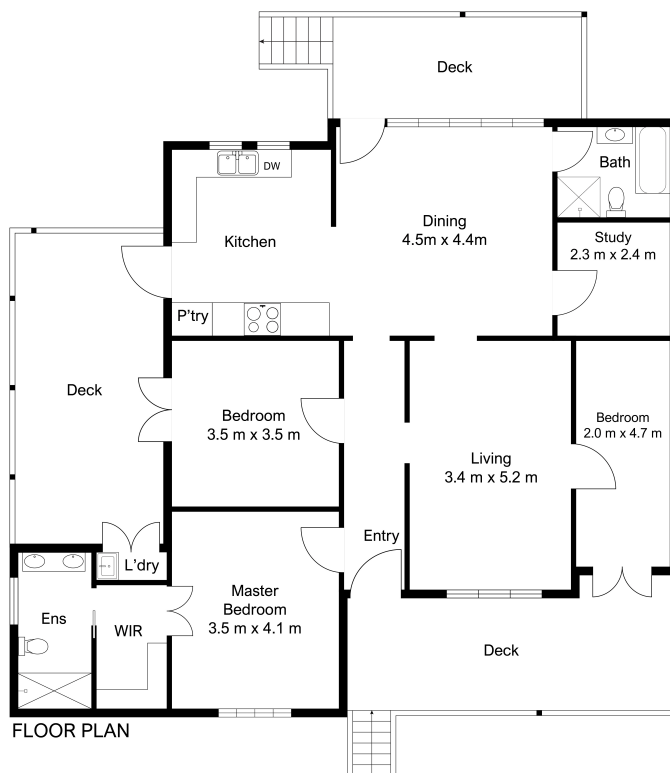 Deck
Bath
DW
Dining
4.5m x 4.4m
Kitchen
Study
2.3 m x 2.4 m
P'try
Deck
Bedroom
3.5 m x 3.5 m
Bedroom
2.0 m x 4.7 m
Living
3.4 m x 5.2 m
Entry
L'dry
Master
Bedroom
3.5 m x 4.1 m
Ens
WIR
Deck
FLOOR PLAN